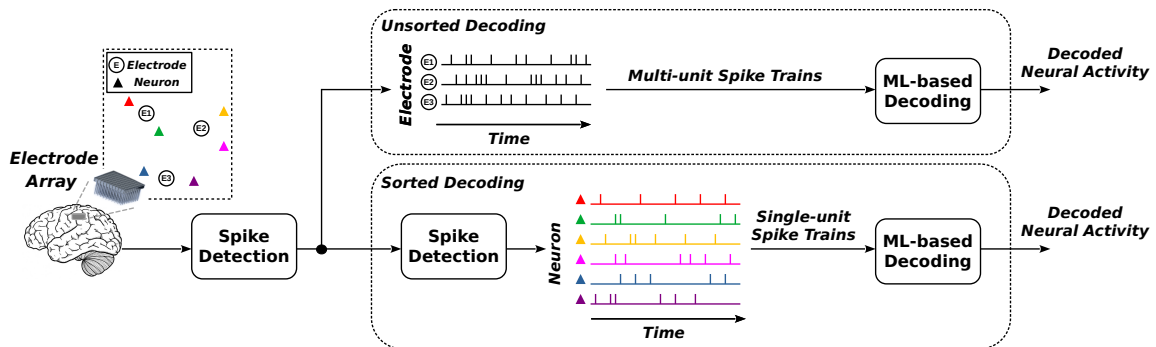 Unsorted Decoding
E Electrode
Neuron
E1
E2
E3
Electrode
Array
Spike
Detection
Electrode
E1
E2
E3
Time
Multi-unit Spike Trains
ML-based
Decoding
Decoded
Neural Activity
Sorted Decoding
Spike
Detection
Neuron
Time
Single-unit
Spike Trains
ML-based
Decoding
Decoded
Neural Activity